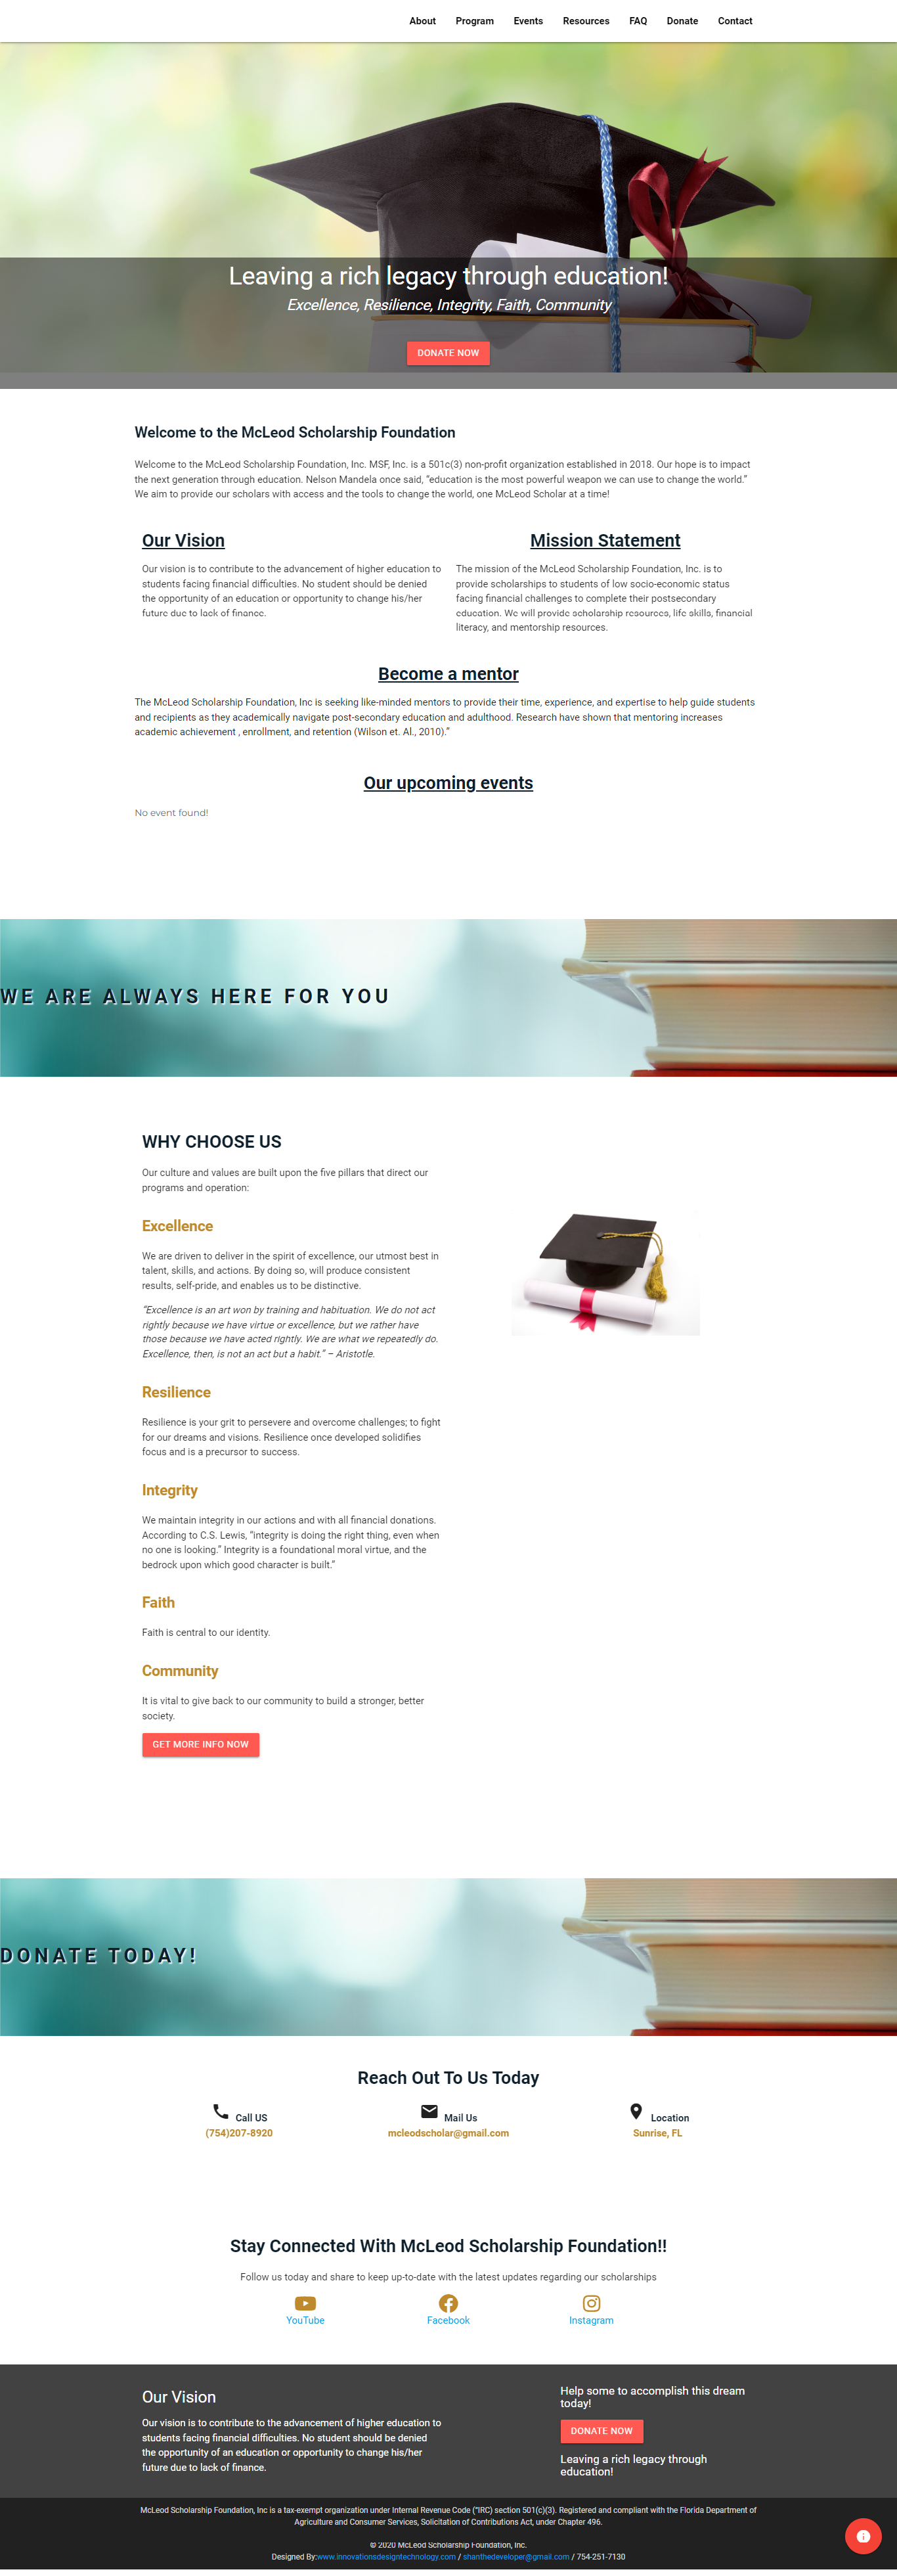 About Program Events Resources FAQ Donate Contact
Leaving a rich legacy through education!
Excellence, Resilience, Integrity, Faith, Community
DONATE NOW
Welcome to the McLeod Scholarship Foundation
Welcome to the McLeod Scholarship Foundation, Inc. MSF, Inc. is a 501c(3) non-profit organization established in 2018. Our hope is to impact
the next generation through education. Nelson Mandela once said, “education is the most powerful weapon we can use to change the world.”
We aim to provide our scholars with access and the tools to change the world, one McLeod Scholar at a time!
Our Vision
Our vision is to contribute to the advancement of higher education to
students facing financial difficulties. No student should be denied
the opportunity of an education or opportunity to change his/her
future due to lack of finance.
Mission Statement
The mission of the McLeod Scholarship Foundation, Inc. is to
provide scholarships to students of low socio-economic status
facing financial challenges to complete their postsecondary
education. We will provide scholarship resources, life skills, financial
literacy, and mentorship resources.
Become a mentor
The McLeod Scholarship Foundation, Inc is seeking like-minded mentors to provide their time, experience, and expertise to help guide students
and recipients as they academically navigate post-secondary education and adulthood. Research have shown that mentoring increases
academic achievement , enrollment, and retention (Wilson et. Al., 2010).”
Our upcoming events
No event found!
WE ARE ALWAYS HERE FOR YOU
WHY CHOOSE US
Our culture and values are built upon the five pillars that direct our
programs and operation:
Excellence
We are driven to deliver in the spirit of excellence, our utmost best in
talent, skills, and actions. By doing so, will produce consistent
results, self-pride, and enables us to be distinctive.
“Excellence is an art won by training and habituation. We do not act
rightly because we have virtue or excellence, but we rather have
those because we have acted rightly. We are what we repeatedly do.
Excellence, then, is not an act but a habit.” – Aristotle.
Resilience
Resilience is your grit to persevere and overcome challenges; to fight
for our dreams and visions. Resilience once developed solidifies
focus and is a precursor to success.
Integrity
We maintain integrity in our actions and with all financial donations.
According to C.S. Lewis, “integrity is doing the right thing, even when
no one is looking.” Integrity is a foundational moral virtue, and the
bedrock upon which good character is built.”
Faith
Faith is central to our identity.
Community
It is vital to give back to our community to build a stronger, better
society.
GET MORE INFO NOW
DONATE TODAY!
Reach Out To Us Today
Call US
(754)207-8920
Mail Us
mcleodscholar@gmail.com
Location
Sunrise, FL
Stay Connected With McLeod Scholarship Foundation!!
Follow us today and share to keep up-to-date with the latest updates regarding our scholarships
YouTube Facebook Instagram
Our Vision
Our vision is to contribute to the advancement of higher education to
students facing financial difficulties. No student should be denied
the opportunity of an education or opportunity to change his/her
future due to lack of finance.
Help some to accomplish this dream
today!
DONATE NOW
Leaving a rich legacy through
education!
McLeod Scholarship Foundation, Inc is a tax-exempt organization under Internal Revenue Code (“IRC) section 501(c)(3). Registered and compliant with the Florida Department of
Agriculture and Consumer Services, Solicitation of Contributions Act, under Chapter 496.
© 2020 McLeod Scholarship Foundation, Inc.
Designed By:www.innovationsdesigntechnology.com / shanthedeveloper@gmail.com / 754-251-7130